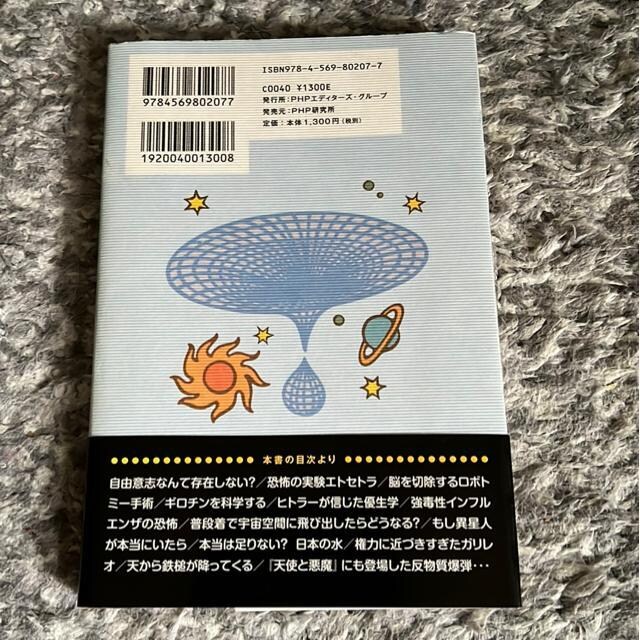 ISBN978-4-569-80207-7
C0040 ¥1300E
発行所：PHPエディターズ・グループ
発売元：PHP研究所
定価：本体1,300円（税別）
9784569802077
1920040013008
本書の目次より
自由意志なんて存在しない?／恐怖の実験エトセトラ／脳を切除するロボト
ミー手術／ギロチンを科学する／ヒトラーが信じた優生学／強毒性インフル
エンザの恐怖／普段着で宇宙空間に飛び出したらどうなる?／もし異星人
が本当にいたら／本当は足りない? 日本の水／権力に近づきすぎたガリレ
オ／天から鉄槌が降ってくる／『天使と悪魔』にも登場した反物質爆弾・・・